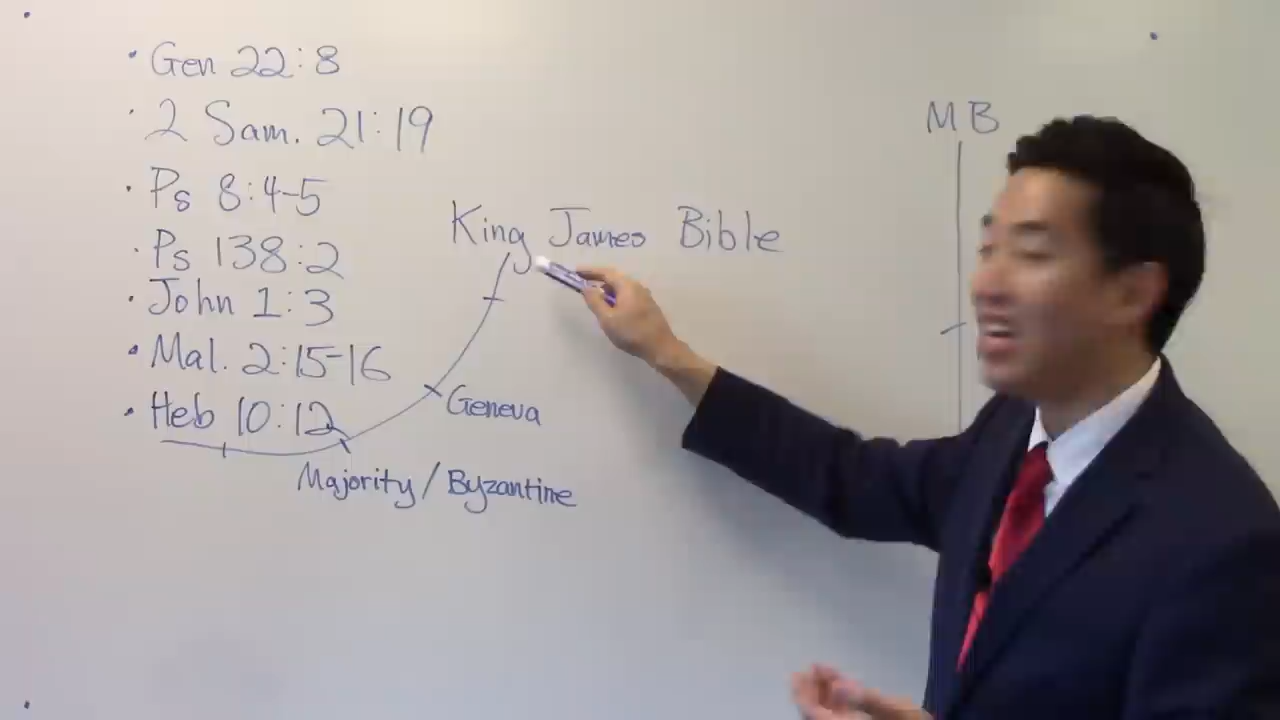 • Gen 22:8
• 2 Sam. 21:19
• Ps 8:4-5
• Ps 138:2
• John 1:3
• Mal. 2:15-16
• Heb 10:12
King James Bible
Geneva
Majority/Byzantine
MB